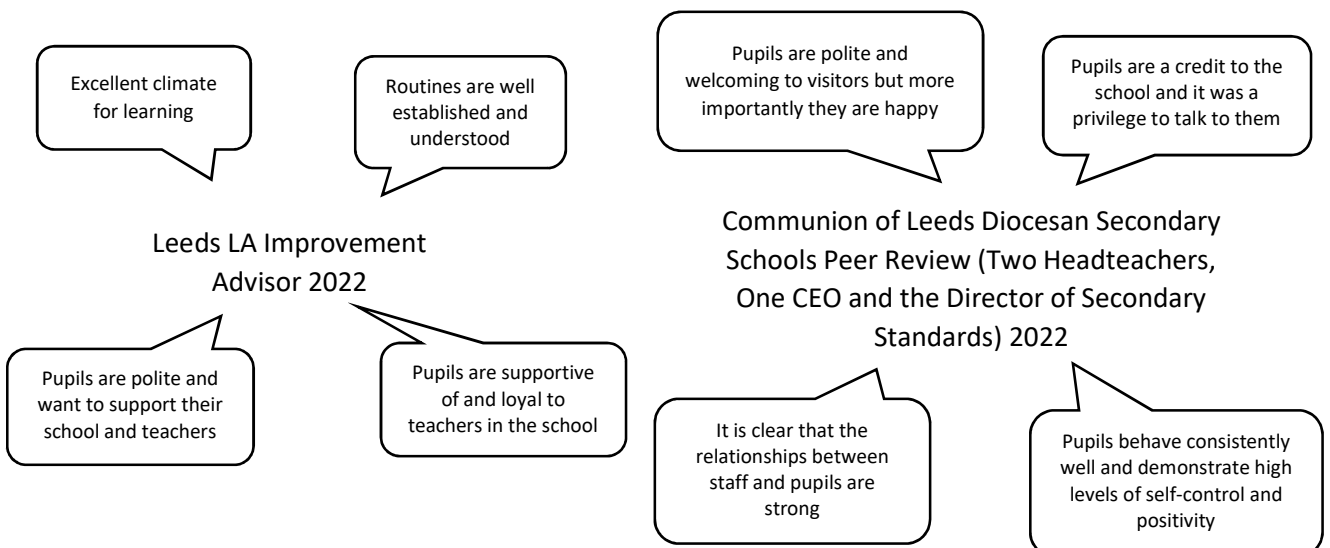 Excellent climate
for learning
Routines are well
established and
understood
Leeds LA Improvement
Advisor 2022
Pupils are polite and
want to support their
school and teachers
Pupils are supportive
of and loyal to
teachers in the school
Pupils are polite and
welcoming to visitors but more
importantly they are happy
Pupils are a credit to the
school and it was a
privilege to talk to them
Communion of Leeds Diocesan Secondary
Schools Peer Review (Two Headteachers,
One CEO and the Director of Secondary
Standards) 2022
It is clear that the
relationships between
staff and pupils are
strong
Pupils behave consistently
well and demonstrate high
levels of self-control and
positivity